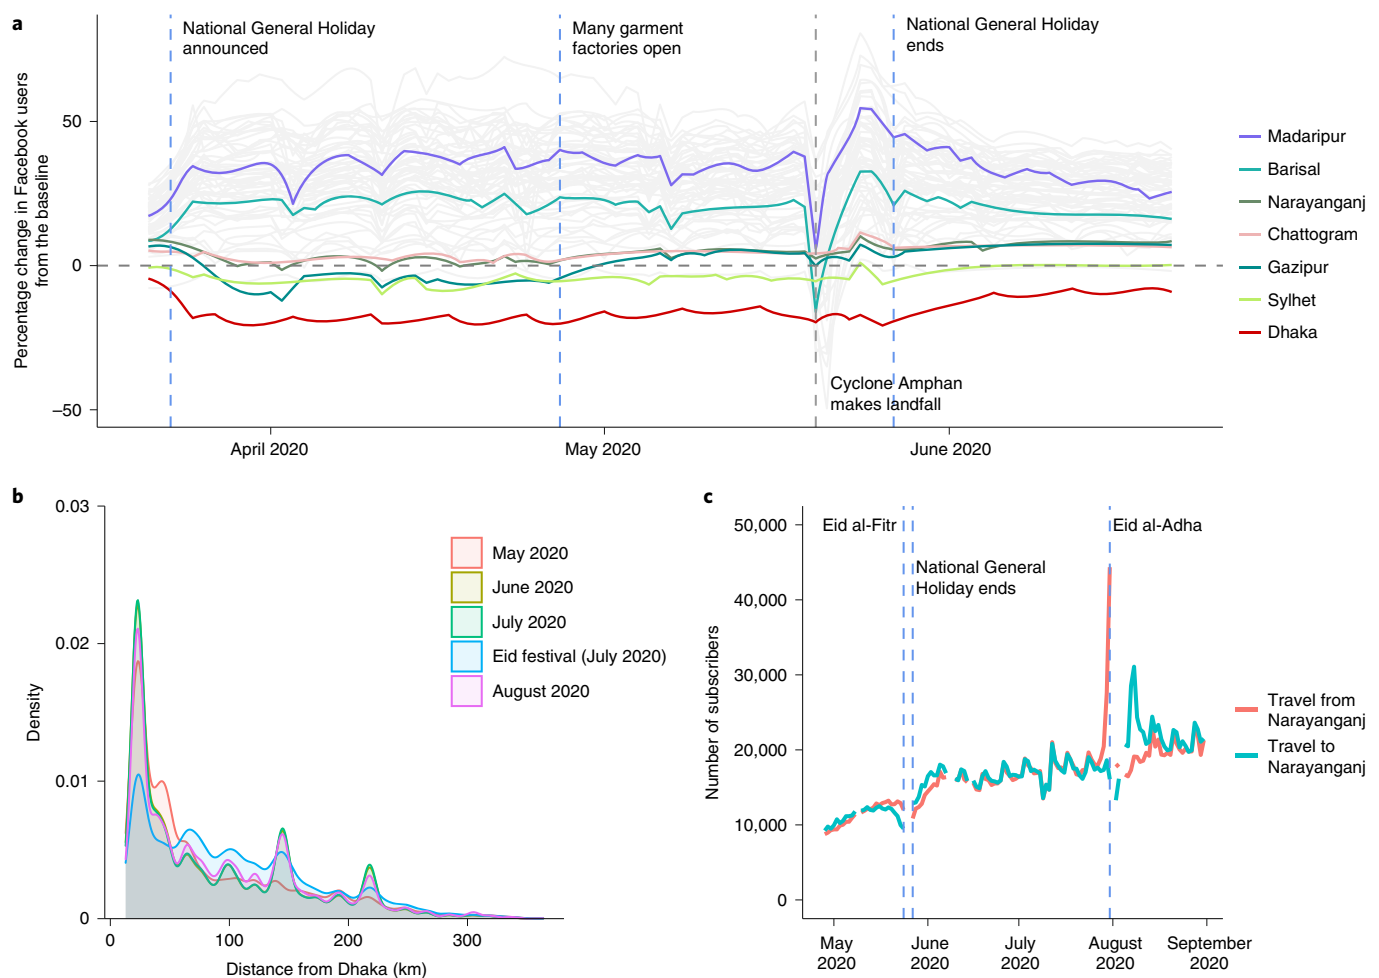 a
National General Holiday
announced
Many garment
factories open
National General Holiday
ends
Percentage change in Facebook users
from the baseline
50
0
–50
Cyclone Amphan
makes landfall
April 2020
May 2020
June 2020
Madaripur
Barisal
Narayanganj
Chattogram
Gazipur
Sylhet
Dhaka
b
0.03
0.02
0.01
0
Density
May 2020
June 2020
July 2020
Eid festival (July 2020)
August 2020
0
100
200
300
Distance from Dhaka (km)
c
50,000
40,000
30,000
20,000
10,000
0
Number of subscribers
Eid al-Fitr
National General
Holiday ends
Eid al-Adha
Travel from
Narayanganj
Travel to
Narayanganj
May
2020
June
2020
July
2020
August
2020
September
2020